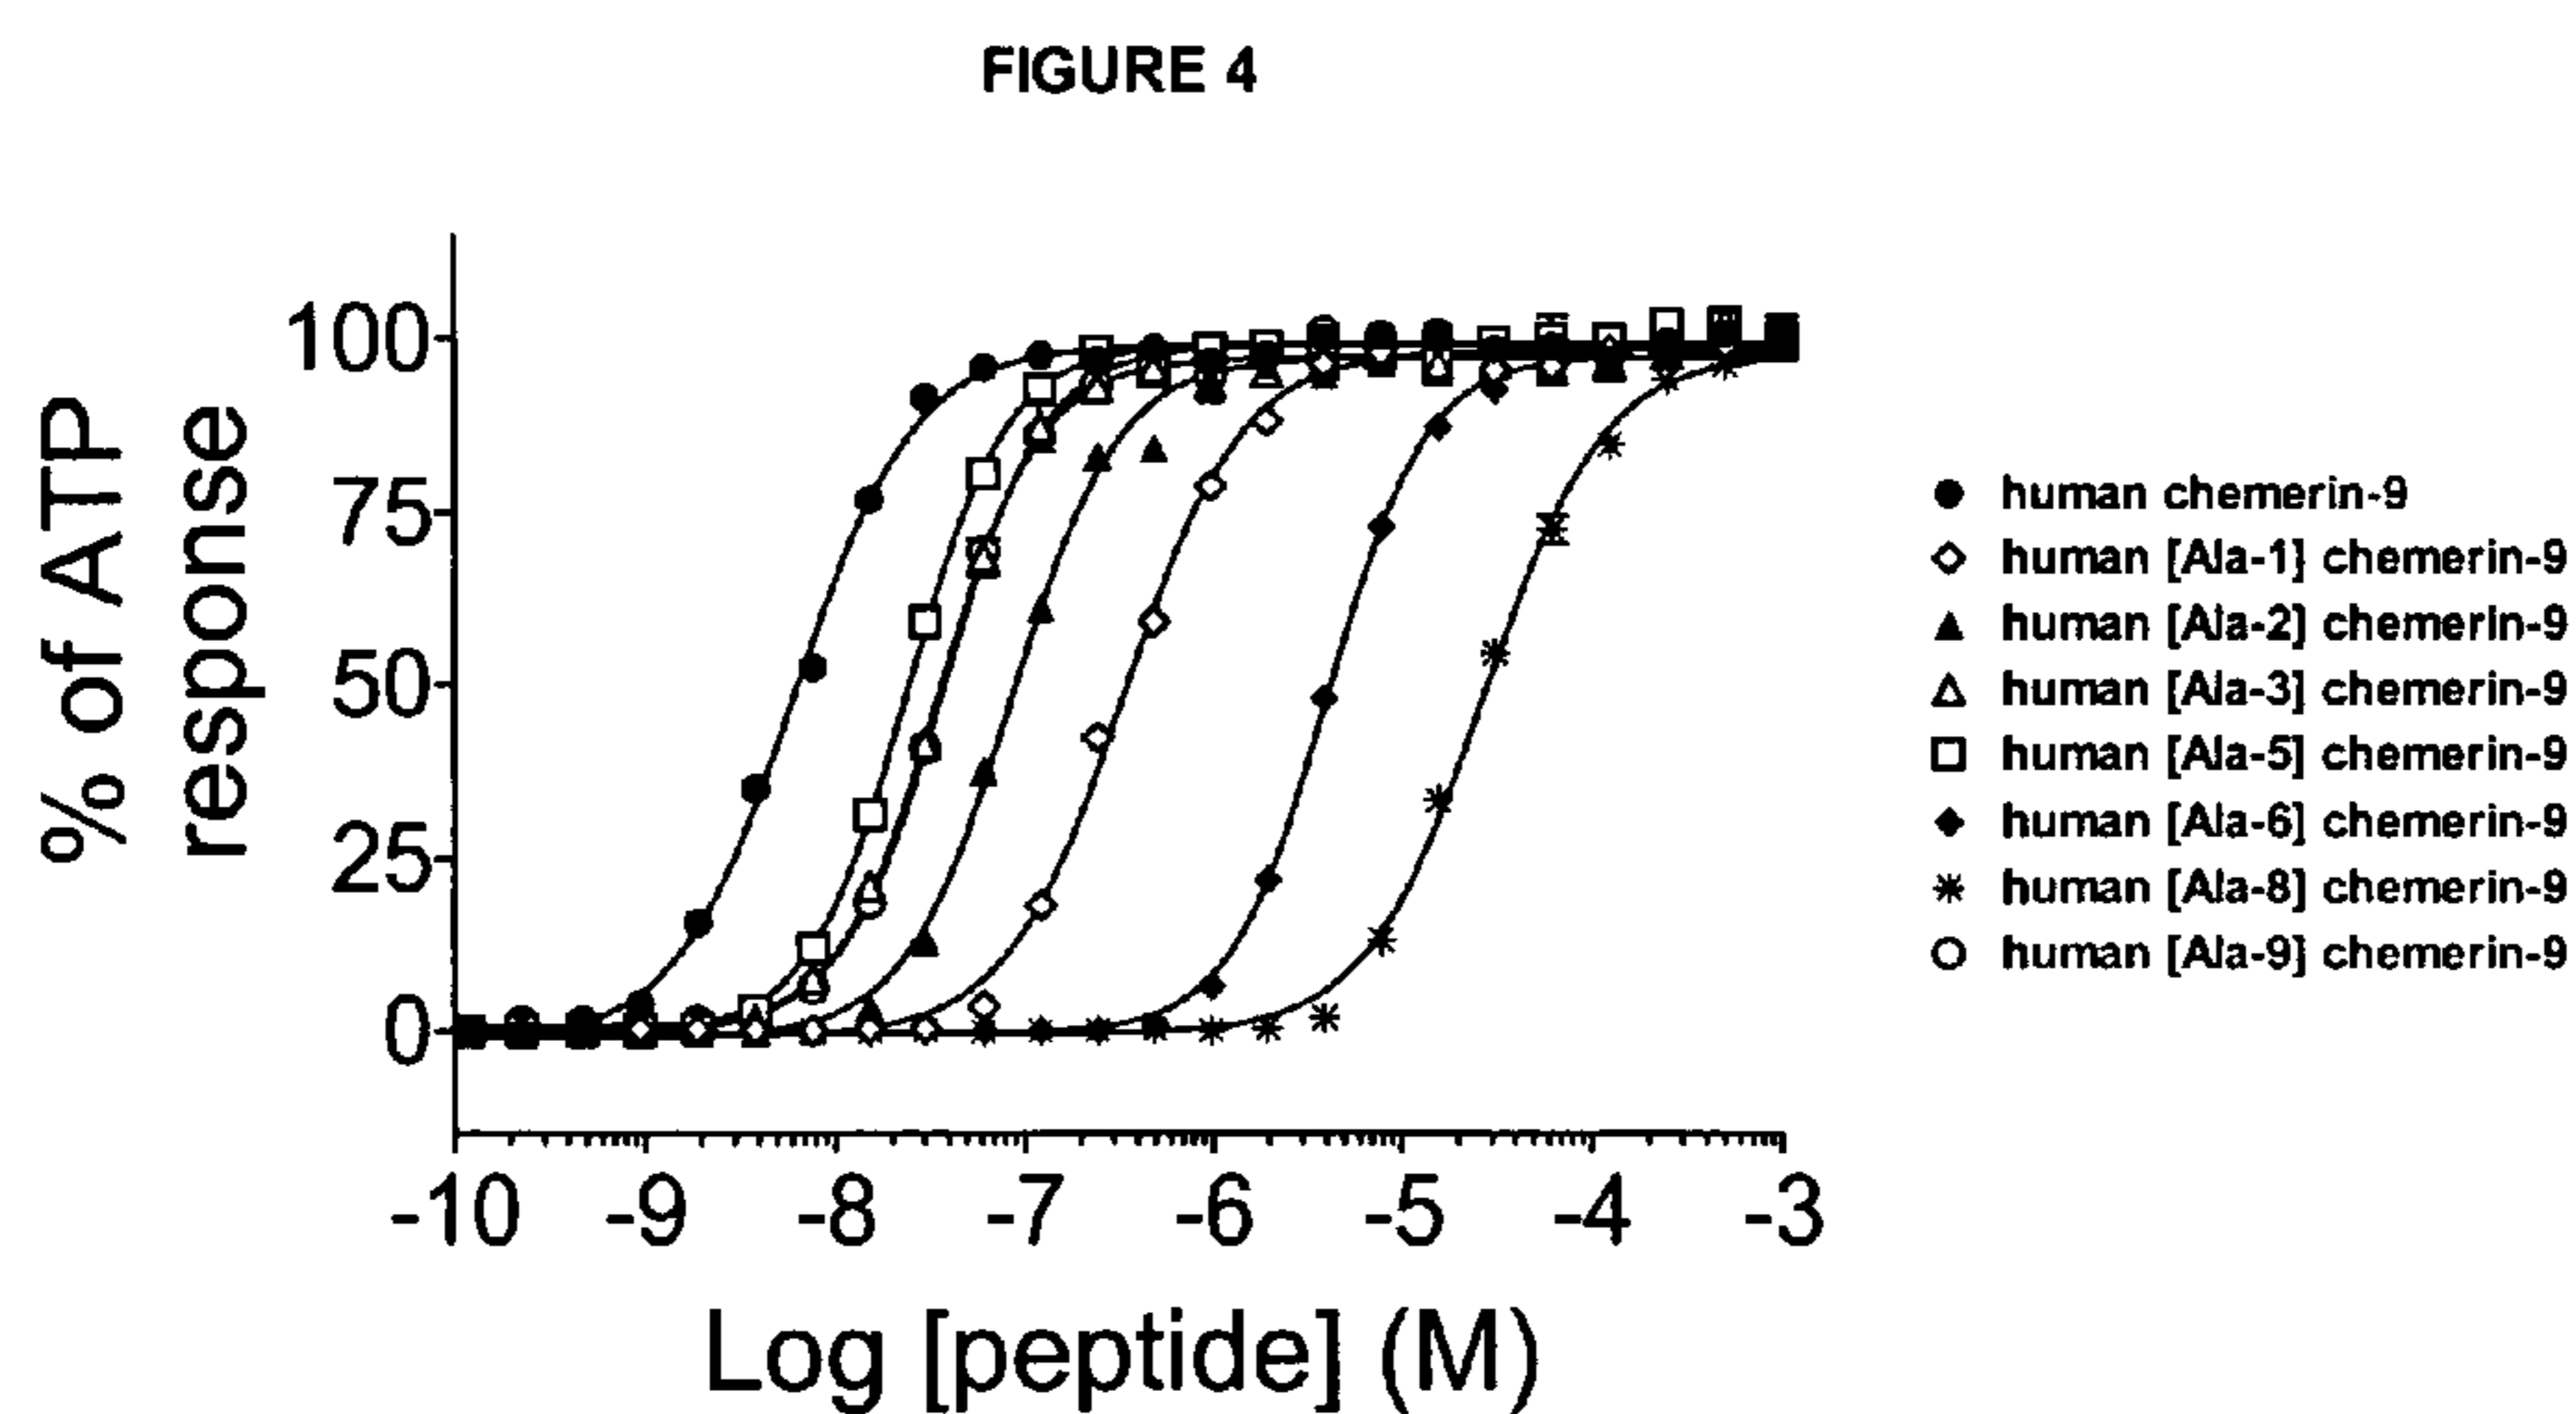 FIGURE 4
% of ATP
response
100
75
50
25
0
-10 -9 -8 -7 -6 -5 -4 -3
Log [peptide] (M)
human chemerin-9
human [Ala-1] chemerin-9
human [Ala-2] chemerin-9
human [Ala-3] chemerin-9
human [Ala-5] chemerin-9
human [Ala-6] chemerin-9
human [Ala-8] chemerin-9
human [Ala-9] chemerin-9